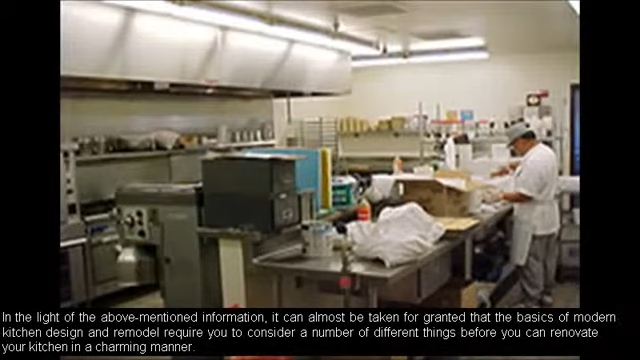 In the light of the above-mentioned information, it can almost be taken for granted that the basics of modern
kitchen design and remodel require you to consider a number of different things before you can renovate
your kitchen in a charming manner.